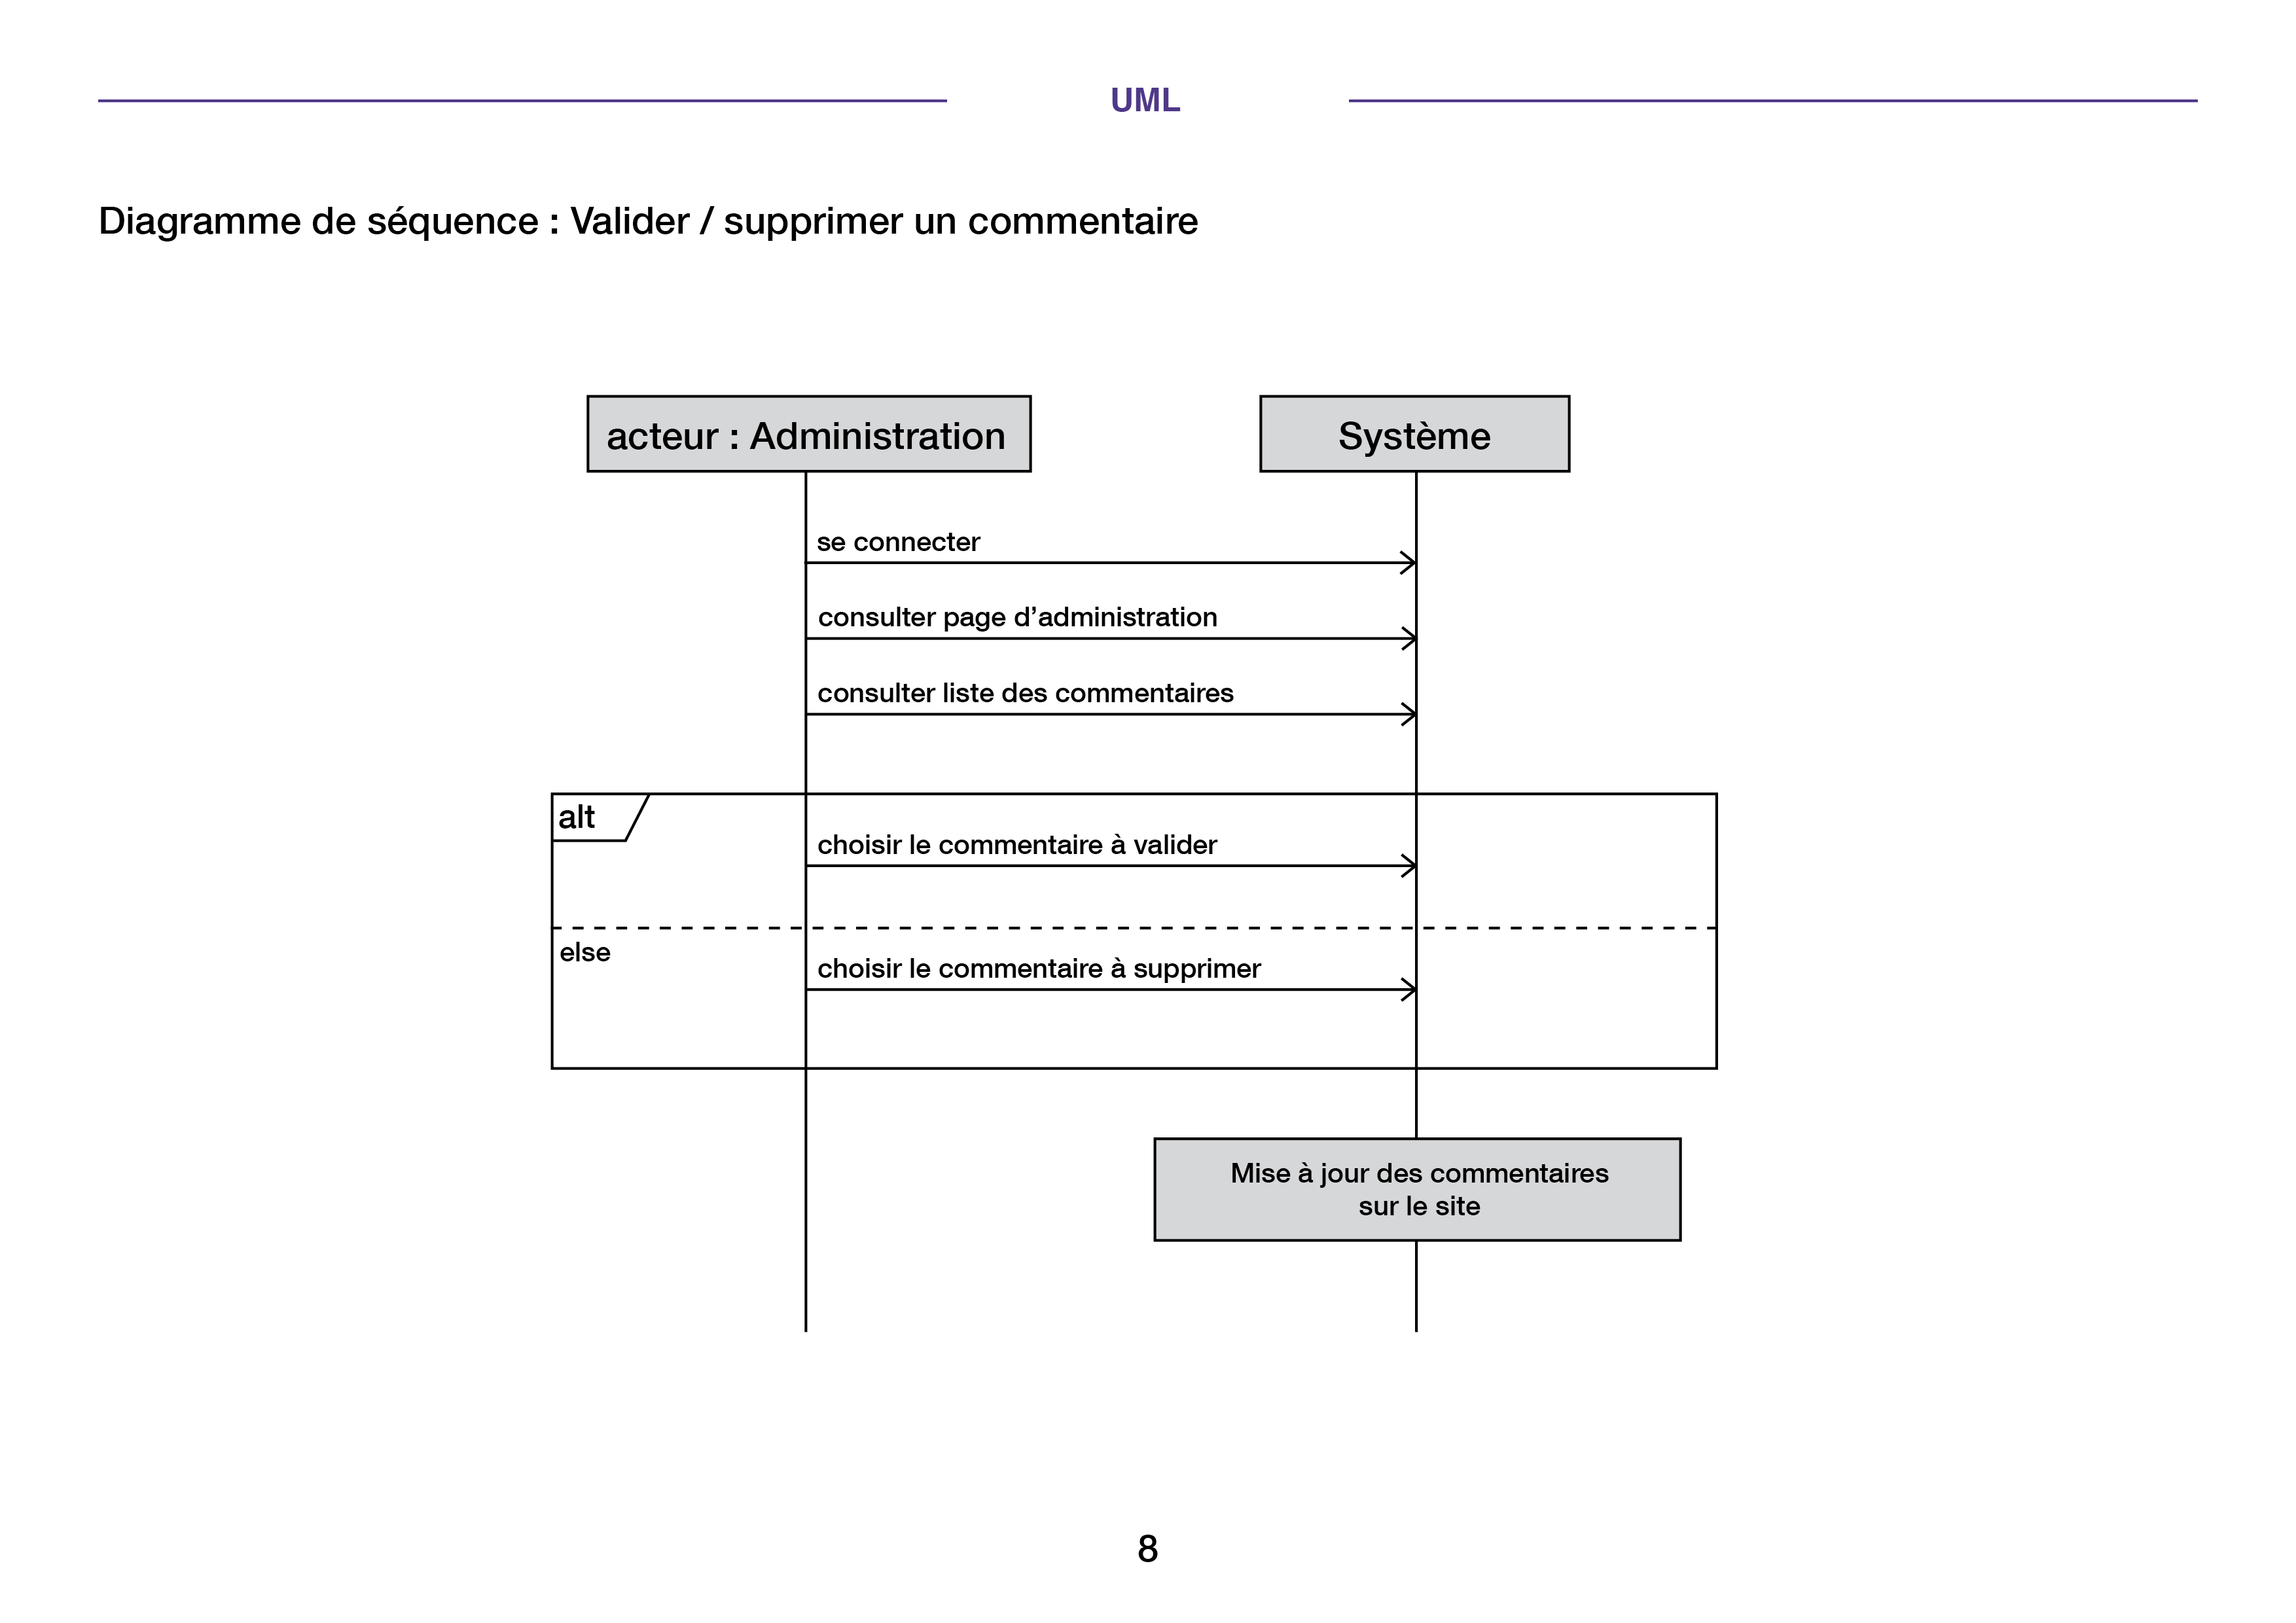 UML
Diagramme de séquence : Valider / supprimer un commentaire
acteur : Administration
Système
se connecter
consulter page d’administration
consulter liste des commentaires
alt
choisir le commentaire à valider
else
choisir le commentaire à supprimer
Mise à jour des commentaires
sur le site
8